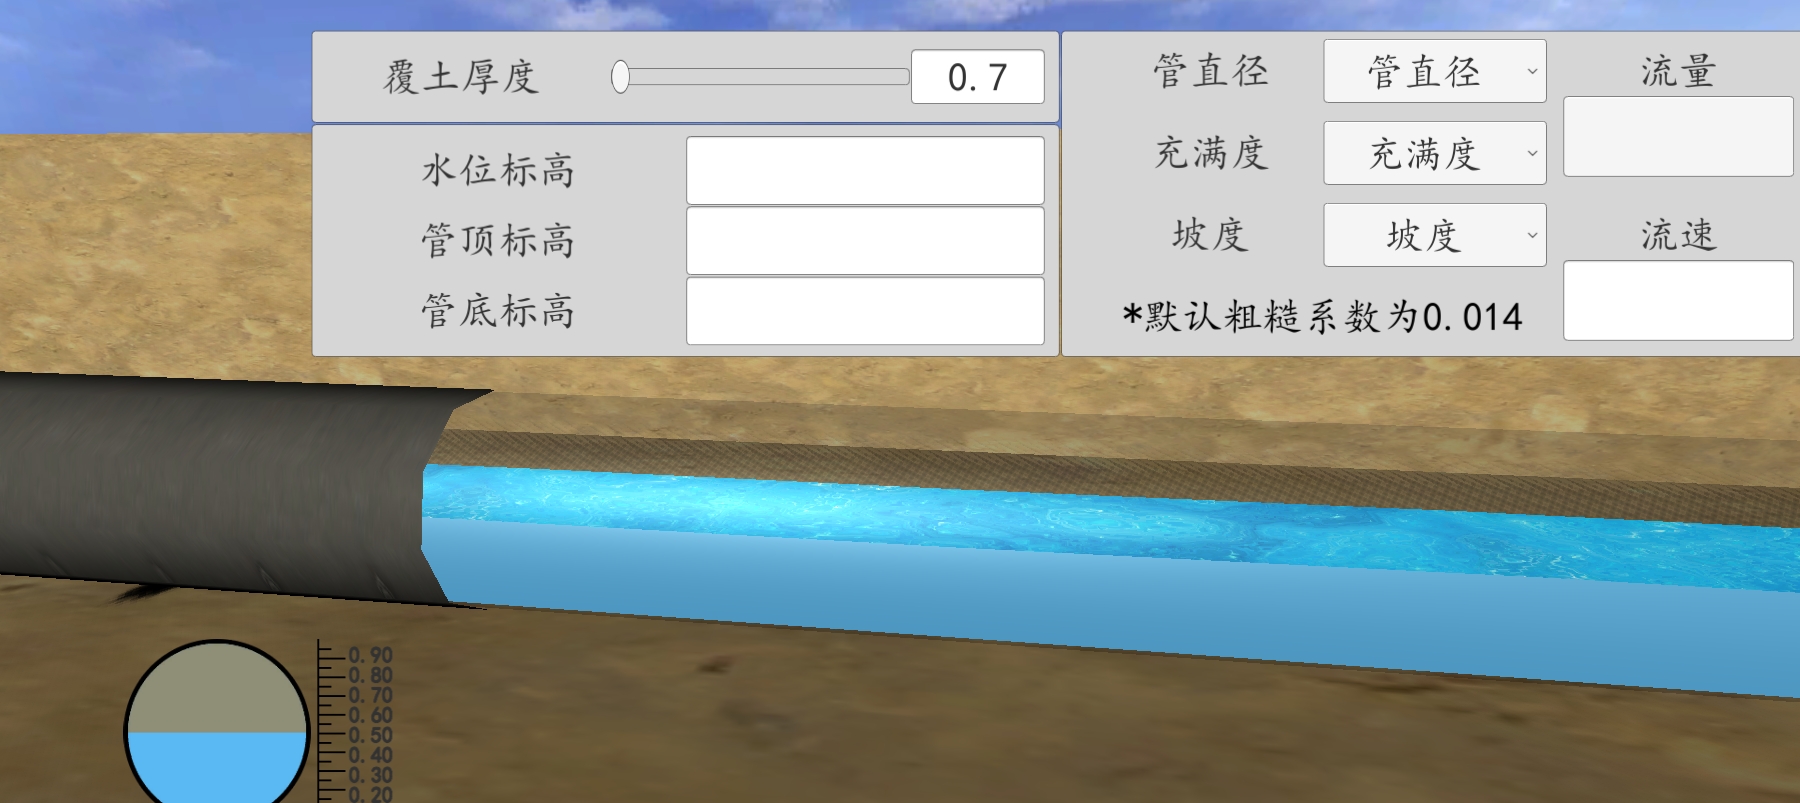 覆土厚度 0.7
水位标高
管顶标高
管底标高
管直径 管直径 流量
充满度 充满度
坡度 坡度 流速
*默认粗糙系数为0.014
0.90
0.80
0.70
0.60
0.50
0.40
0.30
0.20